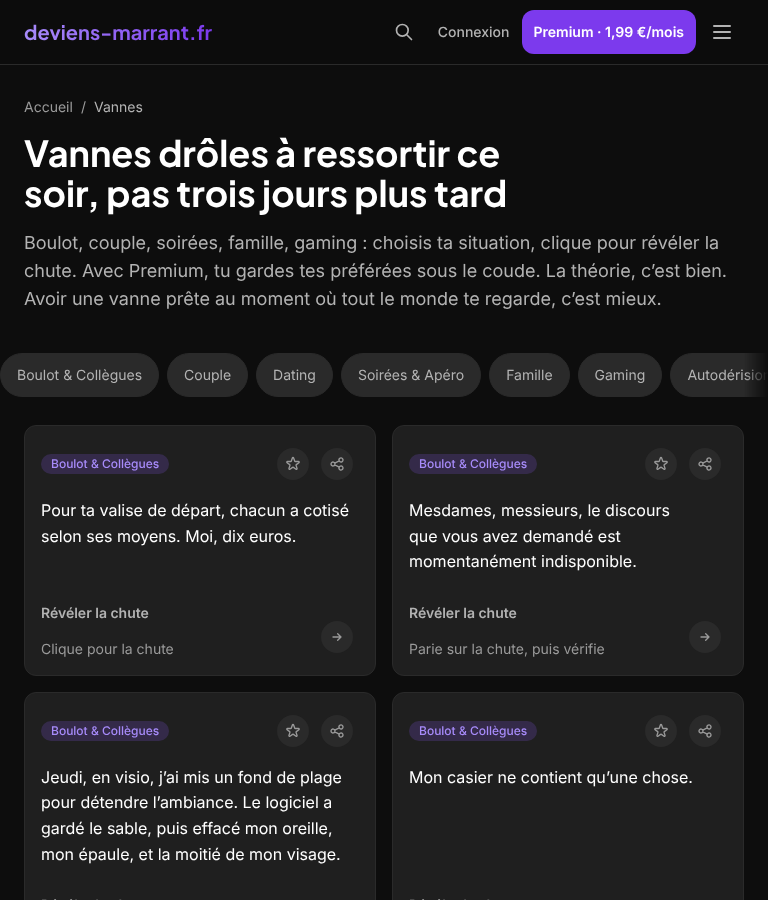 deviens-marrant.fr
Connexion
Premium · 1,99 €/mois
Accueil / Vannes
Vannes drôles à ressortir ce
soir, pas trois jours plus tard
Boulot, couple, soirées, famille, gaming : choisis ta situation, clique pour révéler la
chute. Avec Premium, tu gardes tes préférées sous le coude. La théorie, c’est bien.
Avoir une vanne prête au moment où tout le monde te regarde, c’est mieux.
Boulot & Collègues
Couple
Dating
Soirées & Apéro
Famille
Gaming
Autodérision
Boulot & Collègues
Pour ta valise de départ, chacun a cotisé
selon ses moyens. Moi, dix euros.
Révéler la chute
Clique pour la chute
Boulot & Collègues
Mesdames, messieurs, le discours
que vous avez demandé est
momentanément indisponible.
Révéler la chute
Parie sur la chute, puis vérifie
Boulot & Collègues
Jeudi, en visio, j’ai mis un fond de plage
pour détendre l’ambiance. Le logiciel a
gardé le sable, puis effacé mon oreille,
mon épaule, et la moitié de mon visage.
Boulot & Collègues
Mon casier ne contient qu’une chose.